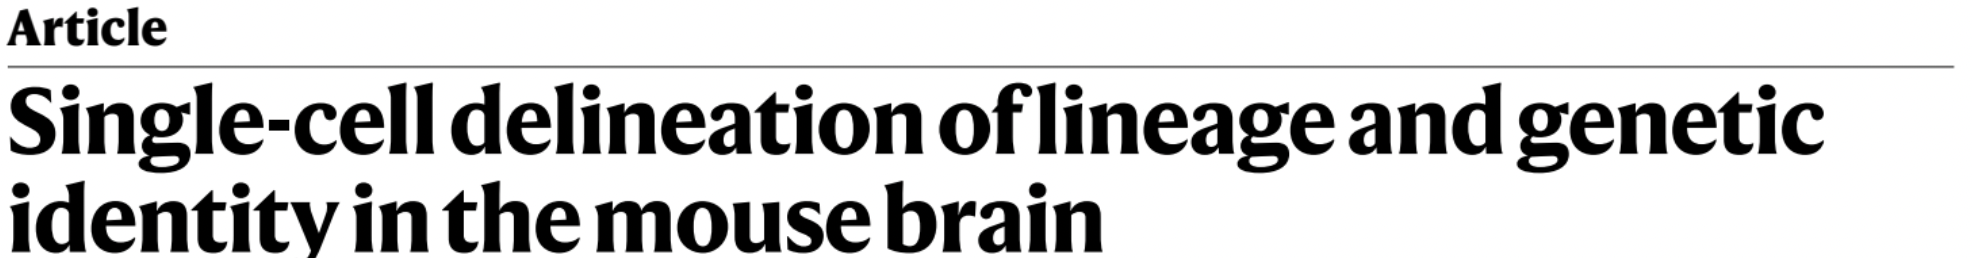 Article
Single-cell delineation of lineage and genetic
identity in the mouse brain